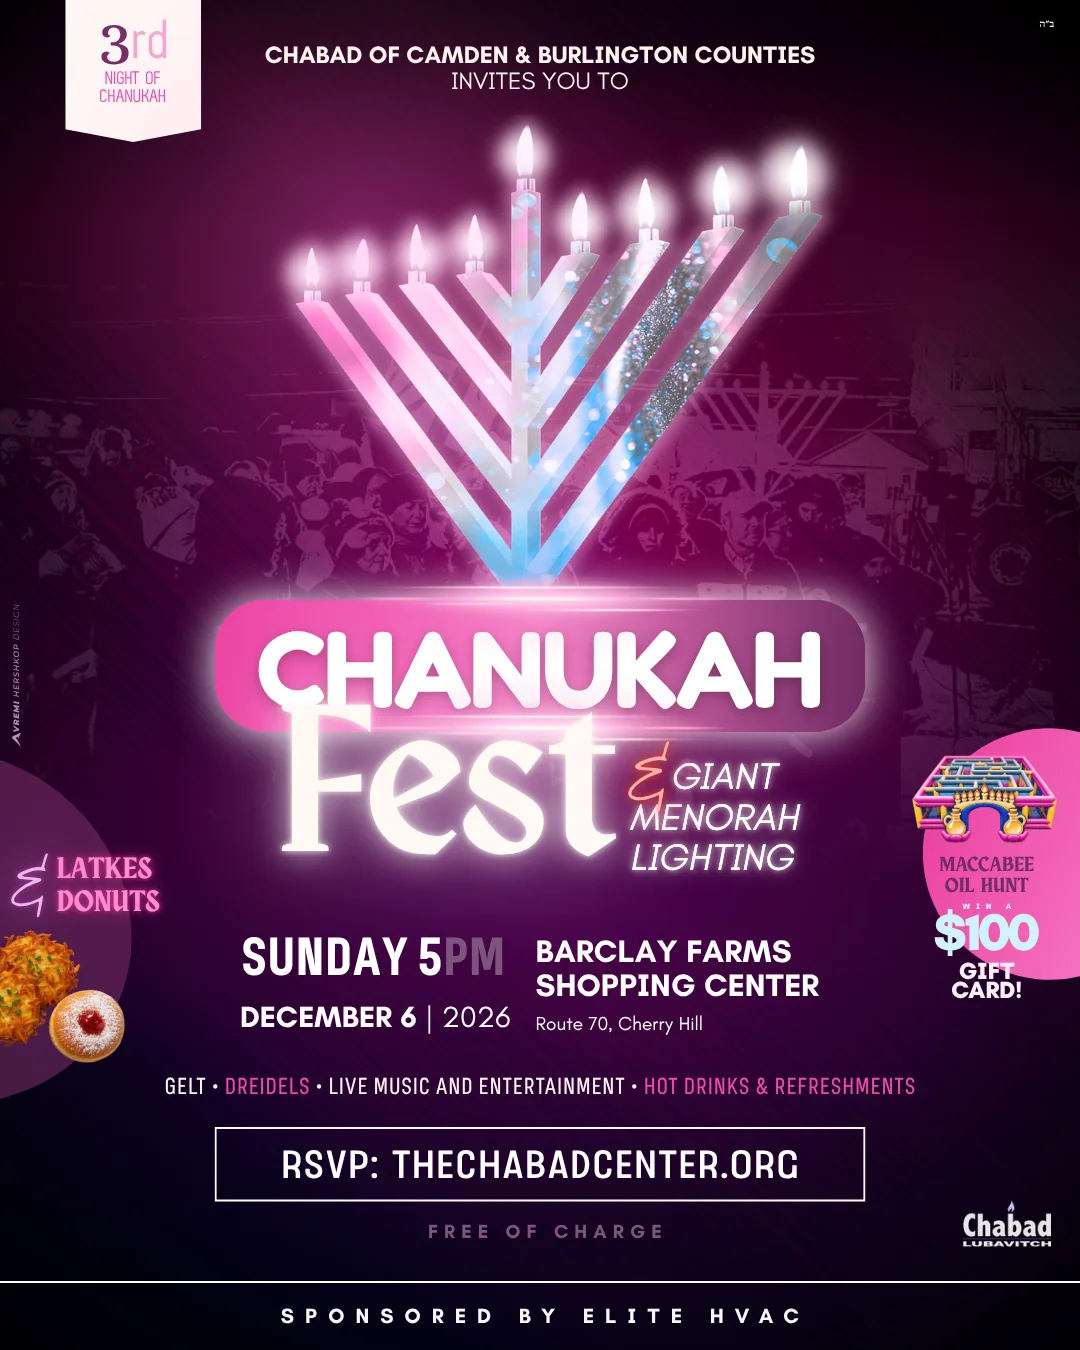 ב"ה
3rd
NIGHT OF
CHANUKAH
CHABAD OF CAMDEN & BURLINGTON COUNTIES
INVITES YOU TO
CHANUKAH
Fest
& GIANT
MENORAH
LIGHTING
AVREMI HERSHKOP DESIGN
& LATKES
DONUTS
MACCABEE
OIL HUNT
WIN A
$100
GIFT
CARD!
SUNDAY 5PM
DECEMBER 6 | 2026
BARCLAY FARMS
SHOPPING CENTER
Route 70, Cherry Hill
GELT • DREIDELS • LIVE MUSIC AND ENTERTAINMENT • HOT DRINKS & REFRESHMENTS
RSVP: THECHABADCENTER.ORG
FREE OF CHARGE
Chabad
LUBAVITCH
SPONSORED BY ELITE HVAC